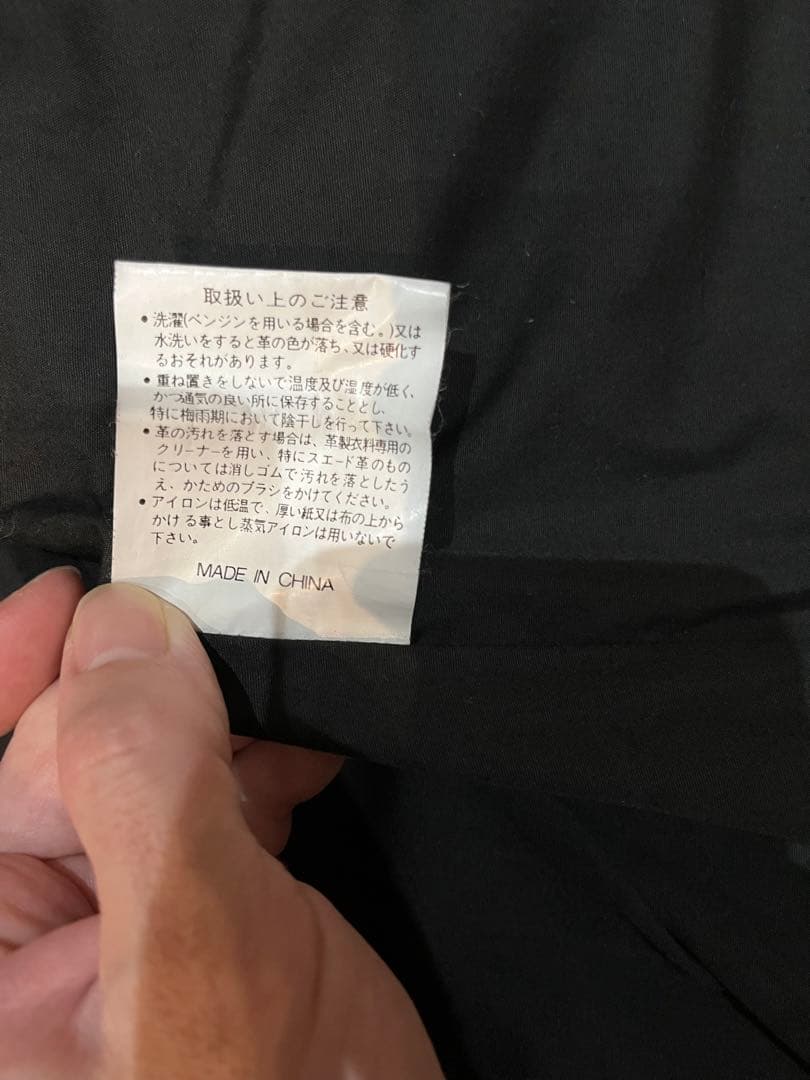 取扱い上のご注意
●洗濯(ベンジンを用いる場合を含む。)又は
水洗いをすると革の色が落ち、又は硬化す
るおそれがあります。
●重ね置きをしないで温度及び湿度が低く、
かつ通気の良い所に保存することとし、
特に梅雨期において陰干しを行って下さい。
●革の汚れを落とす場合は、革製衣料専用の
クリーナーを用い、特にスエード革のもの
については消しゴムで汚れを落としたう
え、かためのブラシをかけてください。
●アイロンは低温で、厚い紙又は布の上から
かける事とし蒸気アイロンは用いないで
下さい。
MADE IN CHINA